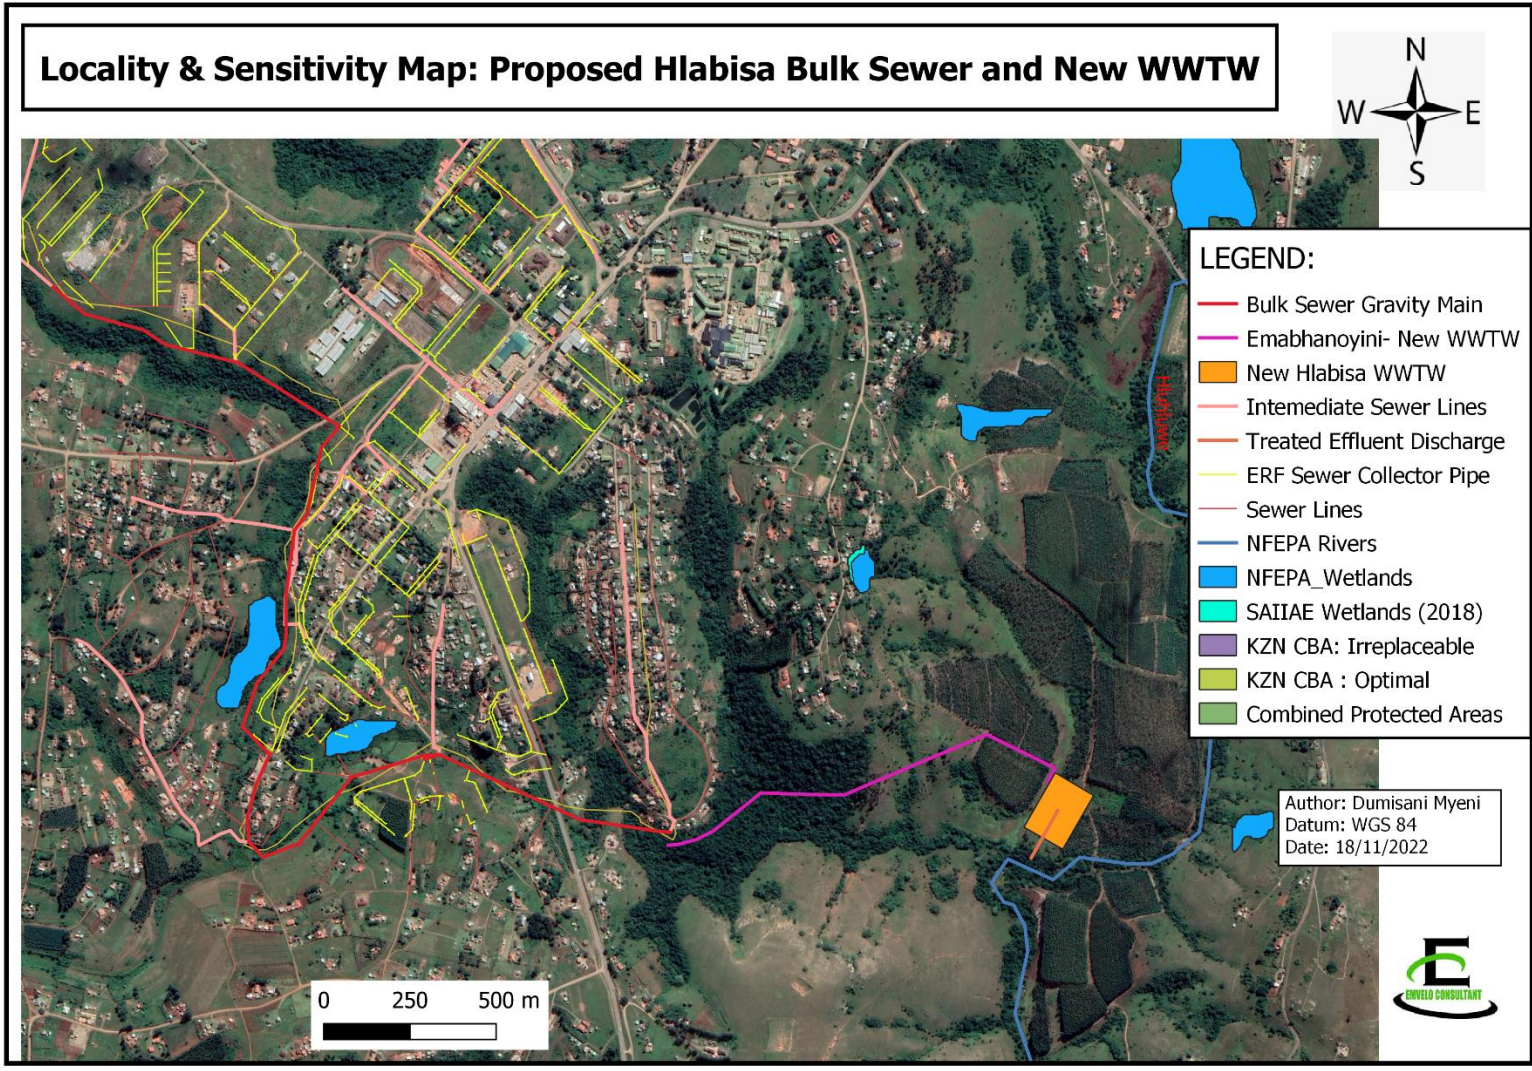 Locality & Sensitivity Map: Proposed Hlabisa Bulk Sewer and New WWTW
N
W E
S
LEGEND:
Bulk Sewer Gravity Main
Emabhanoyini- New WWTW
New Hlabisa WWTW
Intemediate Sewer Lines
Treated Effluent Discharge
ERF Sewer Collector Pipe
Sewer Lines
NFEPA Rivers
NFEPA_Wetlands
SAIIAE Wetlands (2018)
KZN CBA: Irreplaceable
KZN CBA : Optimal
Combined Protected Areas
Hluhluwe
Author: Dumisani Myeni
Datum: WGS 84
Date: 18/11/2022
0 250 500 m
E
ENVELO CONSULTANT